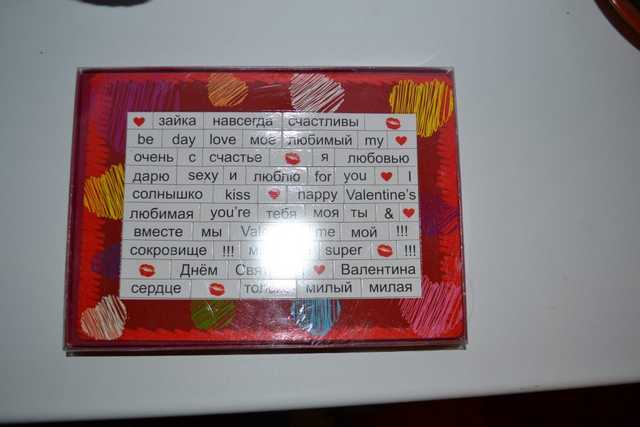 зайка навсегда счастливы
be day love моё любимый my
очень с счастье я любовью
дарю sexy и люблю for you I
солнышко kiss happy Valentine's
любимая you're тебя моя ты &
вместе мы me мой !!!
сокровище !!! super !!!
Днём Валентина
сердце только милый милая